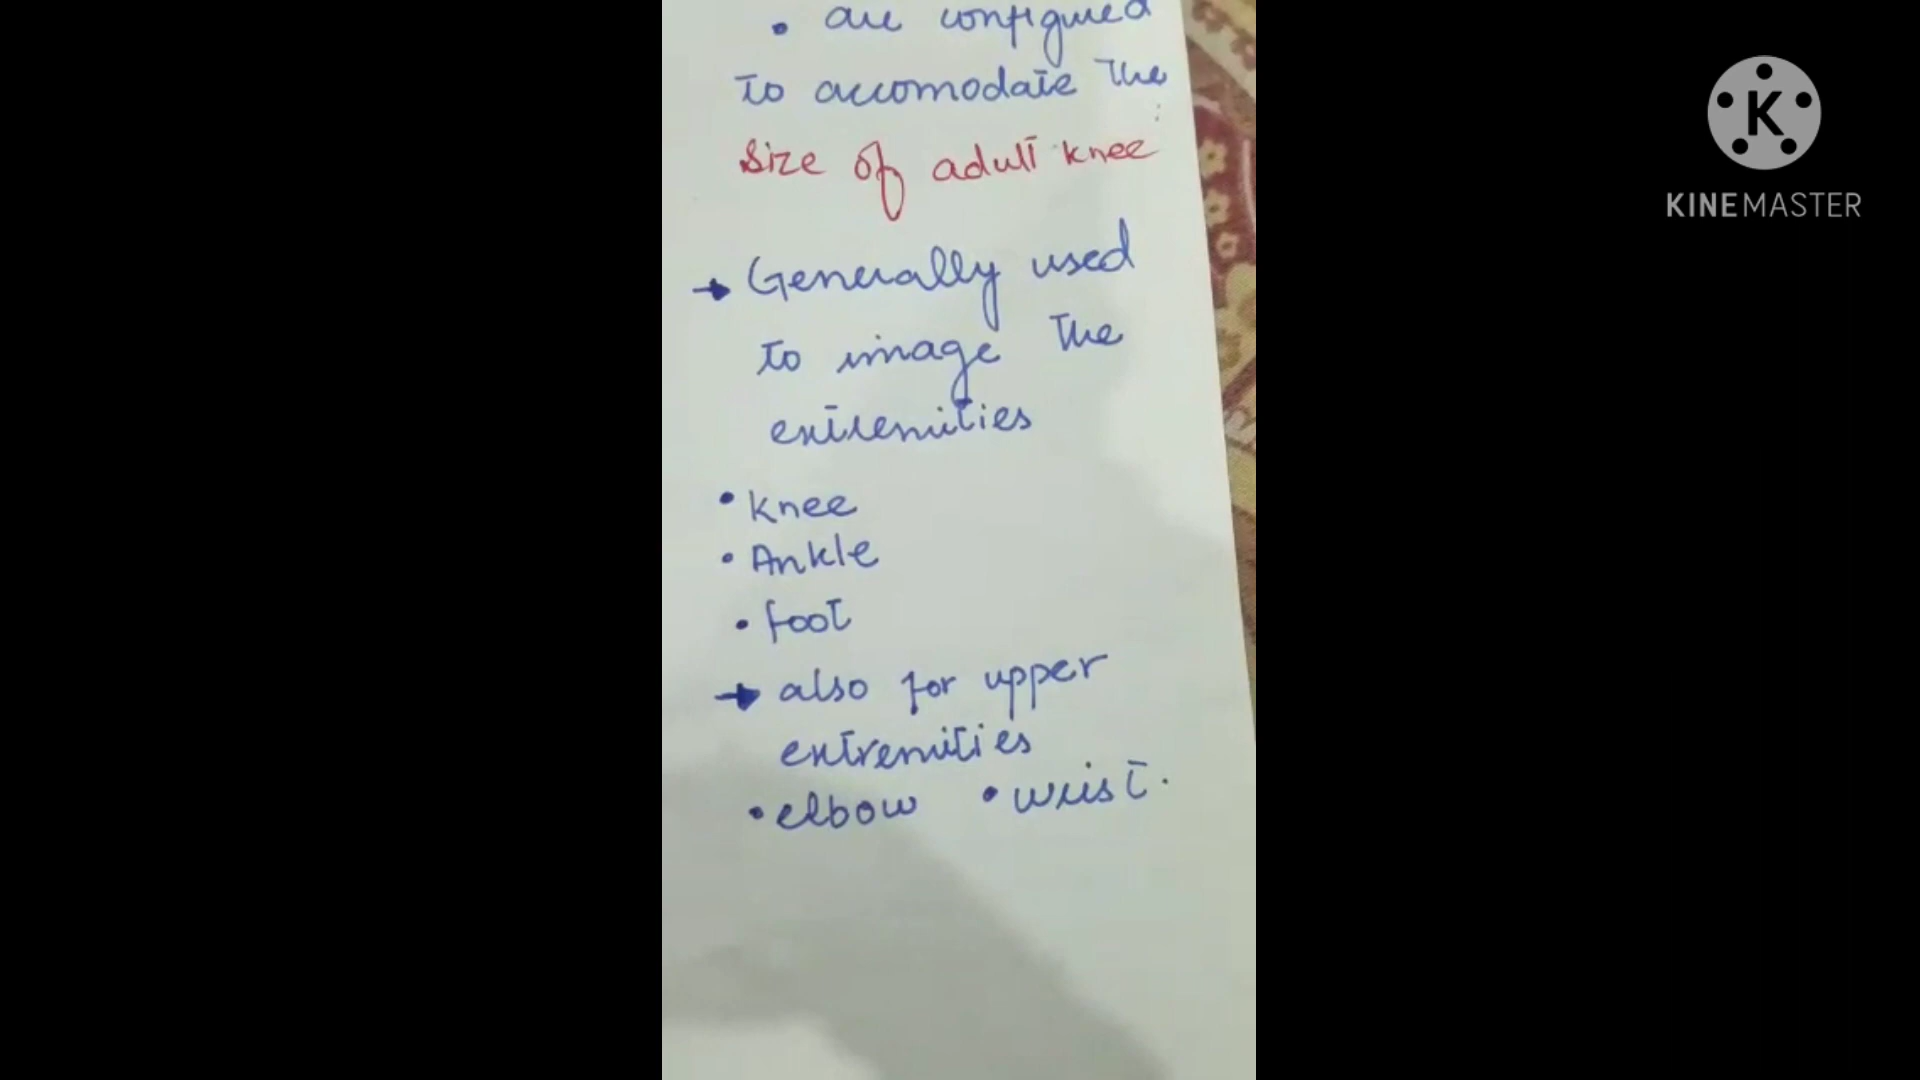 • are configured
to accomodate the
size of adult knee
→ Generally used
to image the
extremities
• knee
• Ankle
• foot
→ also for upper
extremities
• elbow • wrist.
K
KINEMASTER